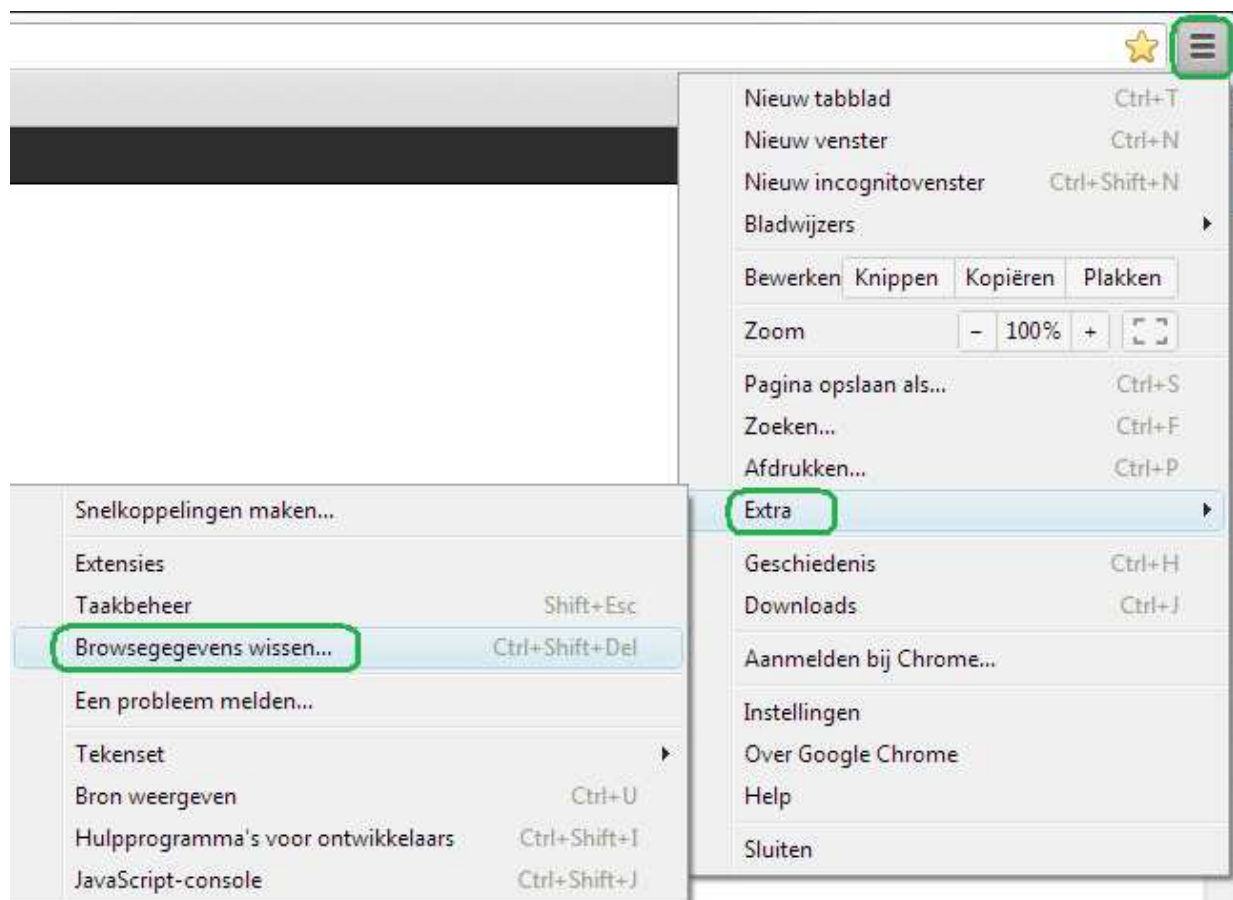 Nieuw tabblad Ctrl+T
Nieuw venster Ctrl+N
Nieuw incognitovenster Ctrl+Shift+N
Bladwijzers
Bewerken Knippen Kopiëren Plakken
Zoom - 100% +
Pagina opslaan als... Ctrl+S
Zoeken... Ctrl+F
Afdrukken... Ctrl+P
Extra
Geschiedenis Ctrl+H
Downloads Ctrl+J
Aanmelden bij Chrome...
Instellingen
Over Google Chrome
Help
Sluiten
Snelkoppelingen maken...
Extensies
Taakbeheer Shift+Esc
Browsegegevens wissen... Ctrl+Shift+Del
Een probleem melden...
Tekenset
Bron weergeven Ctrl+U
Hulpprogramma's voor ontwikkelaars Ctrl+Shift+I
JavaScript-console Ctrl+Shift+J